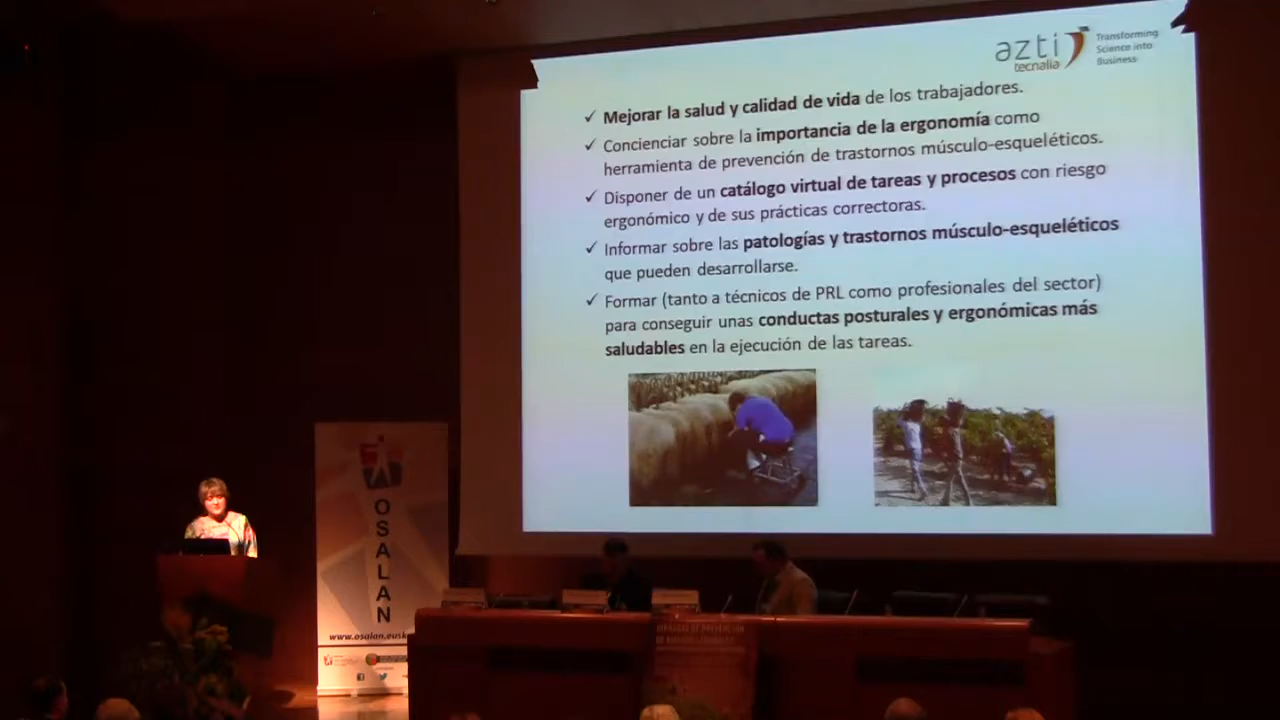 azti
tecnalia
Transforming
Science into
Business
✓ Mejorar la salud y calidad de vida de los trabajadores.
✓ Concienciar sobre la importancia de la ergonomía como
herramienta de prevención de trastornos músculo-esqueléticos.
✓ Disponer de un catálogo virtual de tareas y procesos con riesgo
ergonómico y de sus prácticas correctoras.
✓ Informar sobre las patologías y trastornos músculo-esqueléticos
que pueden desarrollarse.
✓ Formar (tanto a técnicos de PRL como profesionales del sector)
para conseguir unas conductas posturales y ergonómicas más
saludables en la ejecución de las tareas.
OSALAN
www.osalan.eusk
JORNADAS DE PREVENCIÓN